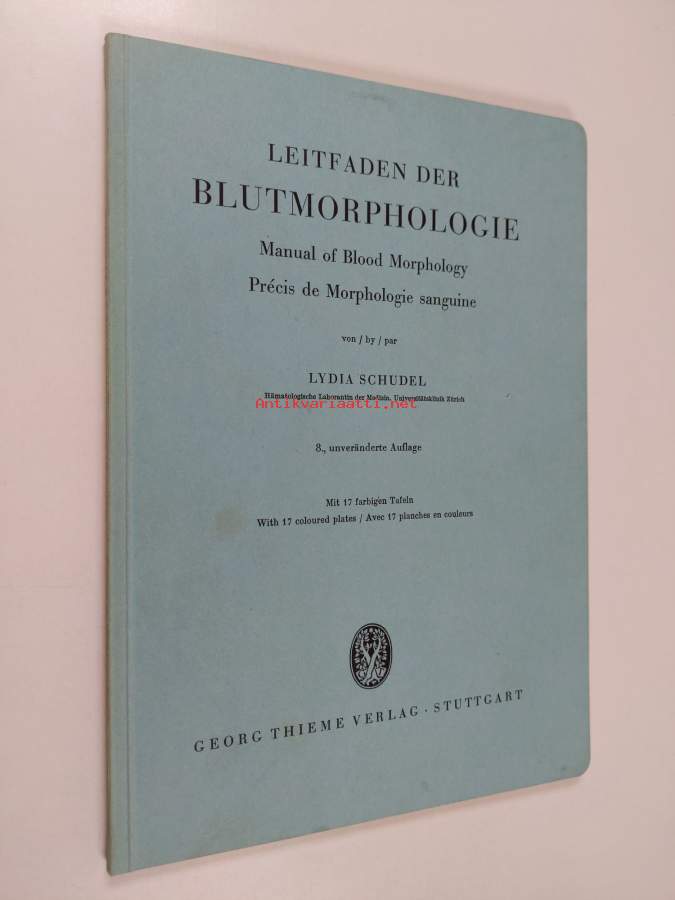 LEITFADEN DER
BLUTMORPHOLOGIE
Manual of Blood Morphology
Précis de Morphologie sanguine
von / by / par
LYDIA SCHUDEL
Hämatologische Laborantin der Medizin. Universitätsklinik Zürich
Antikvariaatti.net
8., unveränderte Auflage
Mit 17 farbigen Tafeln
With 17 coloured plates / Avec 17 planches en couleurs
GEORG THIEME VERLAG · STUTTGART